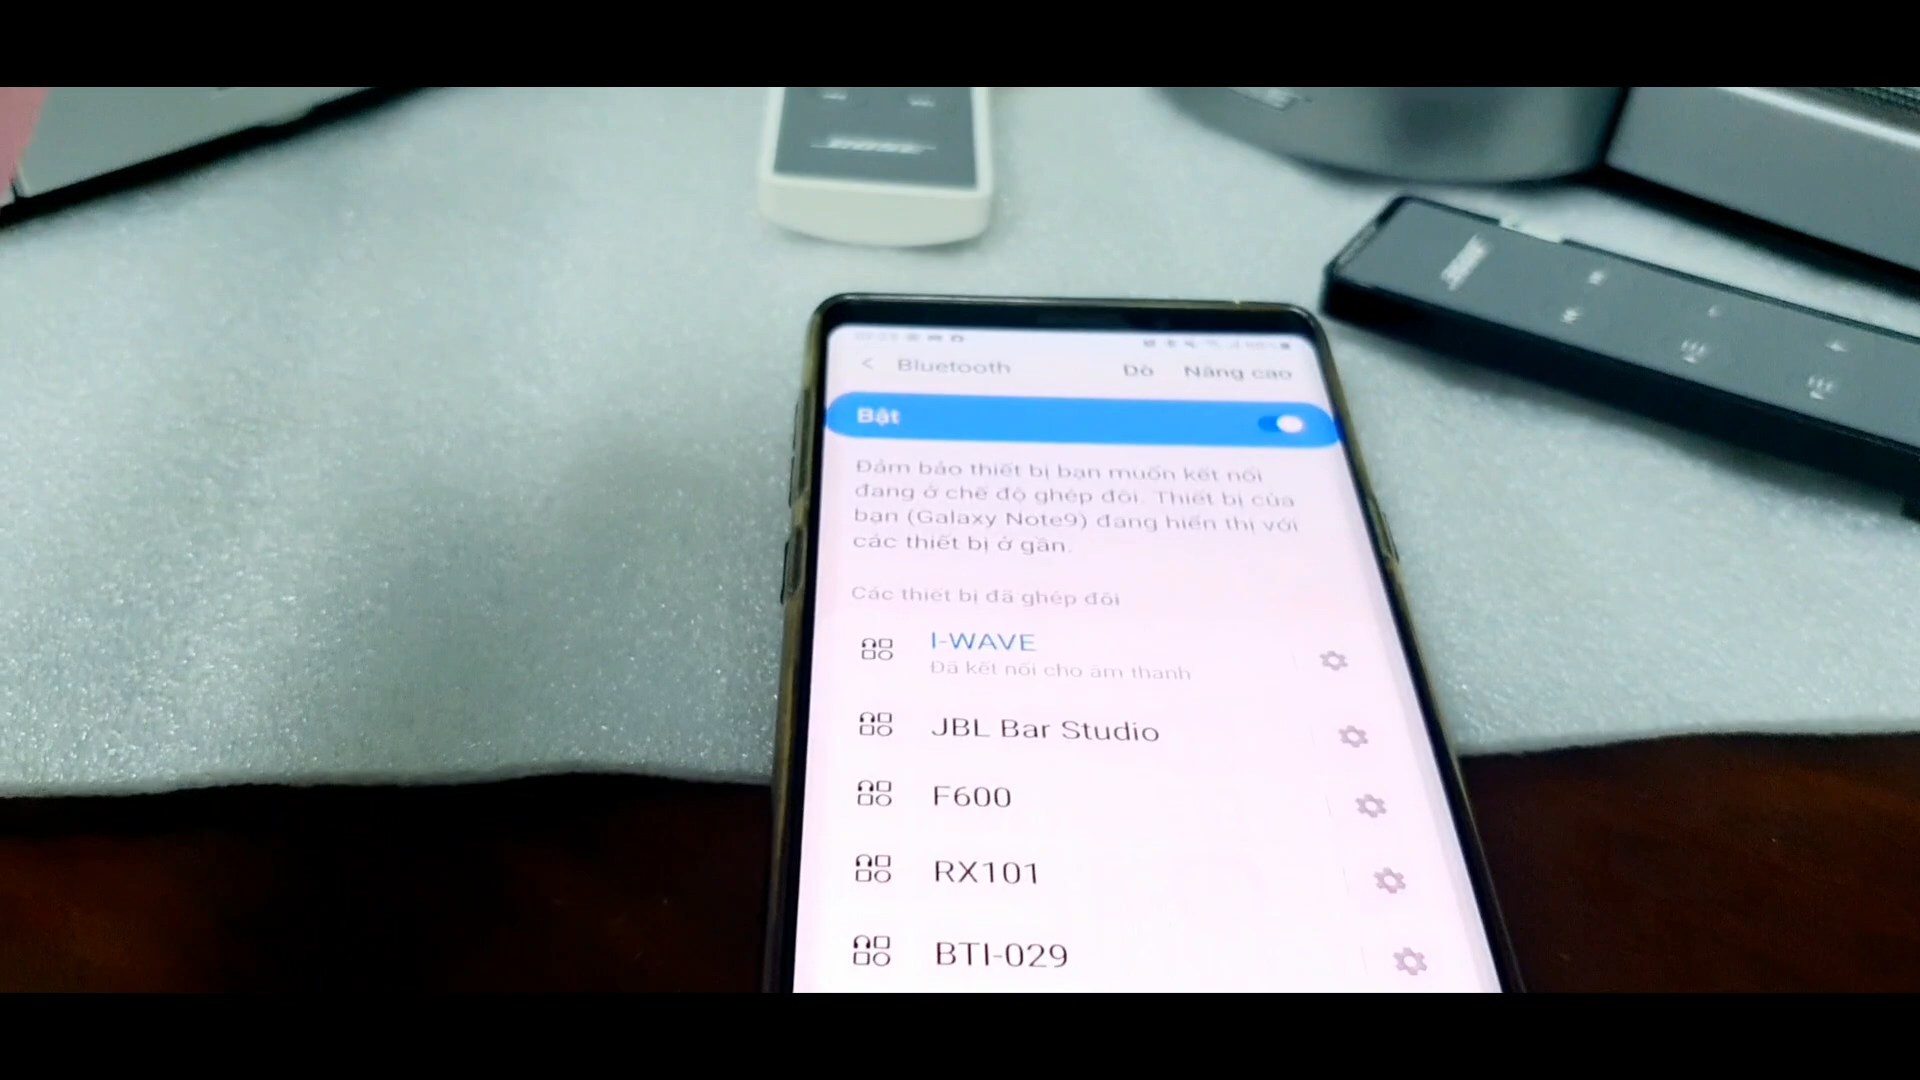 BOSE
Bluetooth
Dò
Nâng cao
Bật
Đảm bảo thiết bị bạn muốn kết nối
đang ở chế độ ghép đôi. Thiết bị của
bạn (Galaxy Note9) đang hiển thị với
các thiết bị ở gần.
Các thiết bị đã ghép đôi
I-WAVE
Đã kết nối cho âm thanh
JBL Bar Studio
F600
RX101
BTI-029